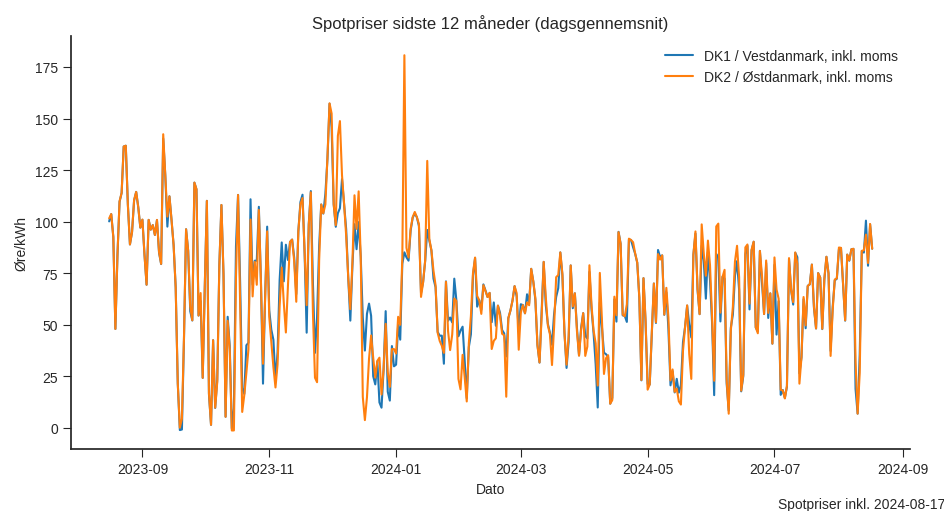 Spotpriser sidste 12 måneder (dagsgennemsnit)
DK1 / Vestdanmark, inkl. moms
DK2 / Østdanmark, inkl. moms
Øre/kWh
175
150
125
100
75
50
25
0
2023-09
2023-11
2024-01
2024-03
2024-05
2024-07
2024-09
Dato
Spotpriser inkl. 2024-08-17